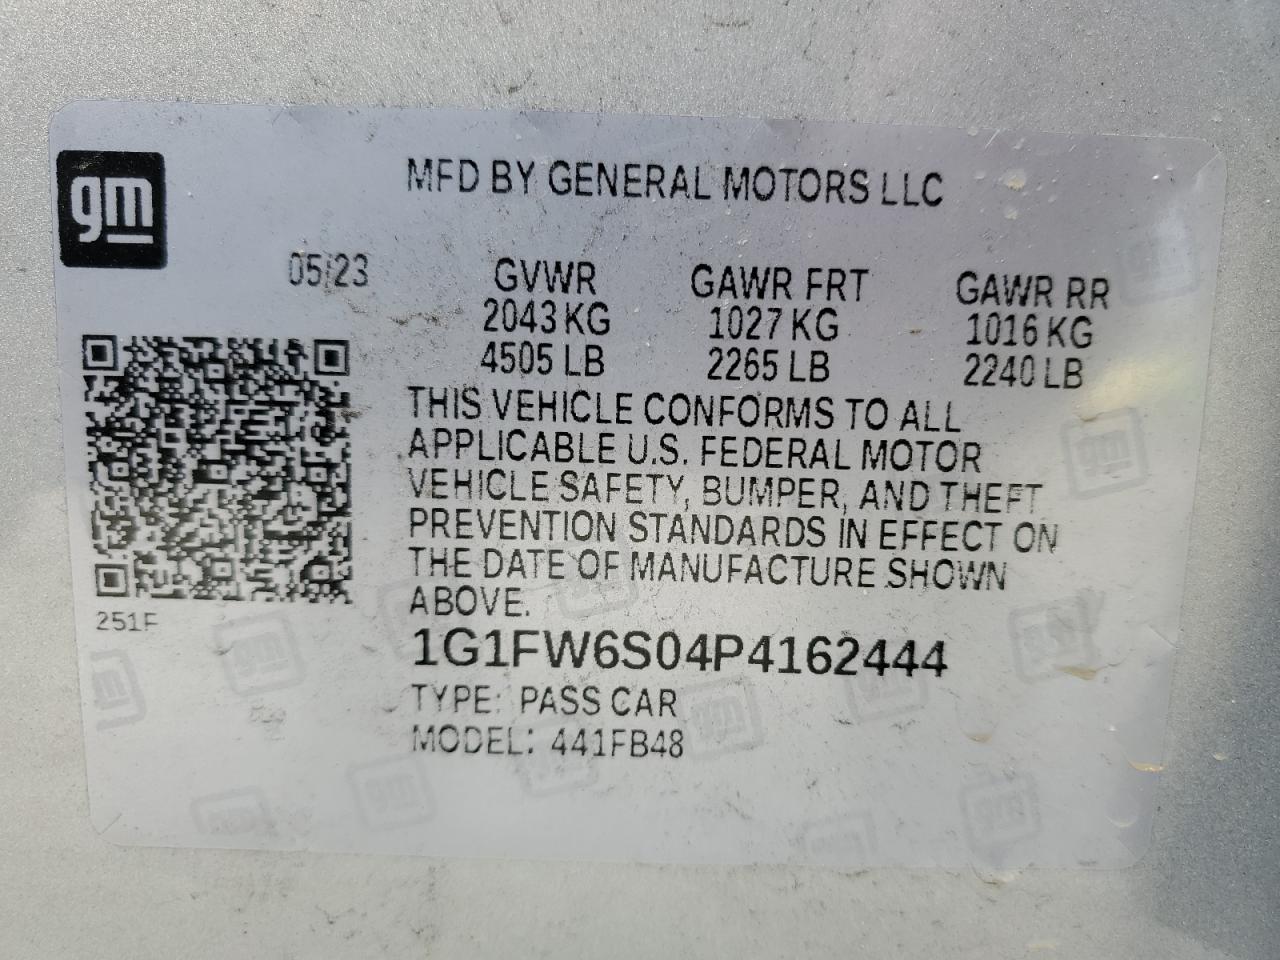 gm
MFD BY GENERAL MOTORS LLC
05/23
GVWR GAWR FRT GAWR RR
2043 KG 1027 KG 1016 KG
4505 LB 2265 LB 2240 LB
THIS VEHICLE CONFORMS TO ALL
APPLICABLE U.S. FEDERAL MOTOR
VEHICLE SAFETY, BUMPER, AND THEFT
PREVENTION STANDARDS IN EFFECT ON
THE DATE OF MANUFACTURE SHOWN
ABOVE.
251F
1G1FW6S04P4162444
TYPE: PASS CAR
MODEL: 441FB48